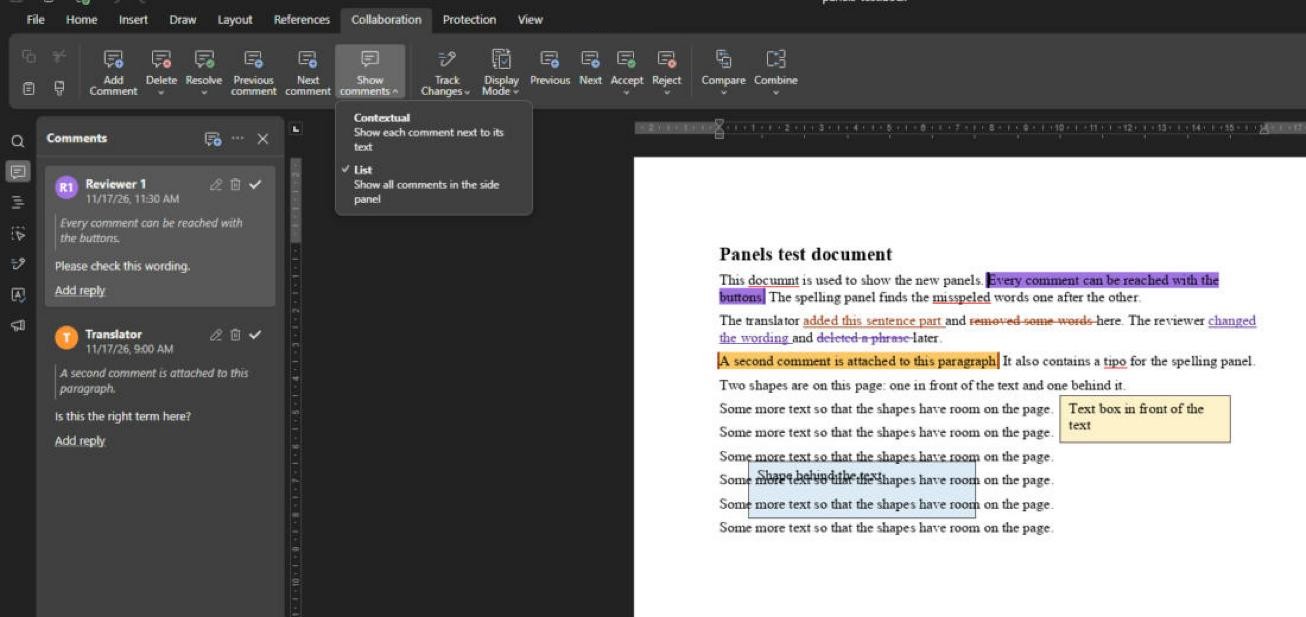 File Home Insert Draw Layout References Collaboration Protection View
Add Comment
Delete
Resolve
Previous comment
Next comment
Show comments
Track Changes
Display Mode
Previous
Next
Accept
Reject
Compare
Combine
Contextual
Show each comment next to its
text
List
Show all comments in the side
panel
Comments
R1 Reviewer 1
11/17/26, 11:30 AM
Every comment can be reached with
the buttons.
Please check this wording.
Add reply
T Translator
11/17/26, 9:00 AM
A second comment is attached to this
paragraph.
Is this the right term here?
Add reply
Panels test document
This documnt is used to show the new panels. Every comment can be reached with the
buttons. The spelling panel finds the misspeled words one after the other.
The translator added this sentence part and removed some words here. The reviewer changed
the wording and deleted a phrase later.
A second comment is attached to this paragraph. It also contains a tipo for the spelling panel.
Two shapes are on this page: one in front of the text and one behind it.
Some more text so that the shapes have room on the page.
Text box in front of the
text
Some more text so that the shapes have room on the page.
Some more text so that the shapes have room on the page.
Shape behind the text
Some more text so that the shapes have room on the page.
Some more text so that the shapes have room on the page.
Some more text so that the shapes have room on the page.